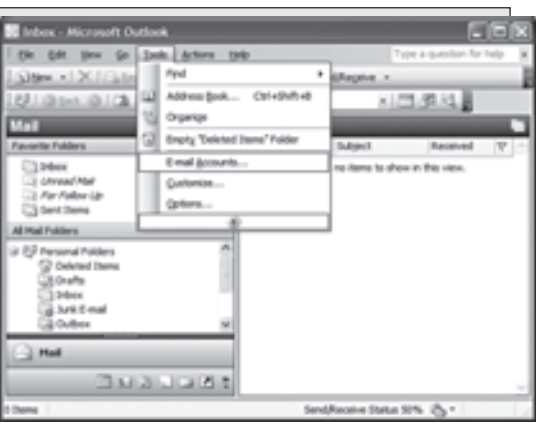 Inbox - Microsoft Outlook
File Edit View Go Tools Actions Help
Type a question for help
New
Send/Receive
Find
Address Book... Ctrl+Shift+B
Organize
Empty "Deleted Items" Folder
E-mail Accounts...
Customize...
Options...
Mail
Favorite Folders
Inbox
Unread Mail
For Follow Up
Sent Items
All Mail Folders
Personal Folders
Deleted Items
Drafts
Inbox
Junk E-mail
Outbox
Mail
Subject Received
no items to show in this view.
0 Items
Send/Receive Status 50%